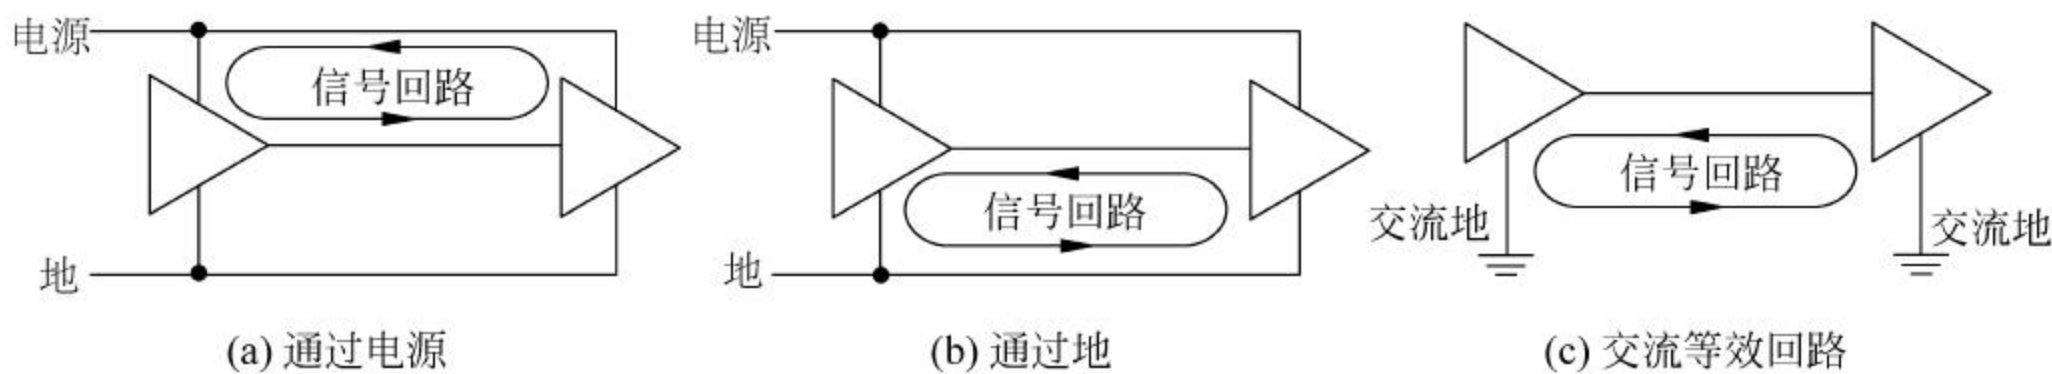 电源
信号回路
地
(a) 通过电源
电源
信号回路
地
(b) 通过地
信号回路
交流地
交流地
(c) 交流等效回路